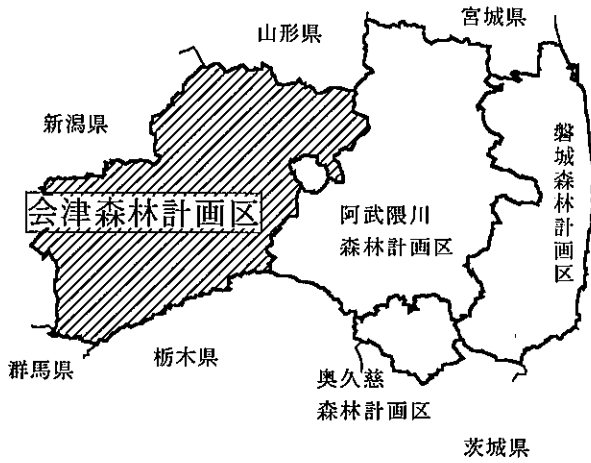 宮城県
山形県
新潟県
磐城森林計画区
会津森林計画区
阿武隈川
森林計画区
栃木県
群馬県
奥久慈
森林計画区
茨城県